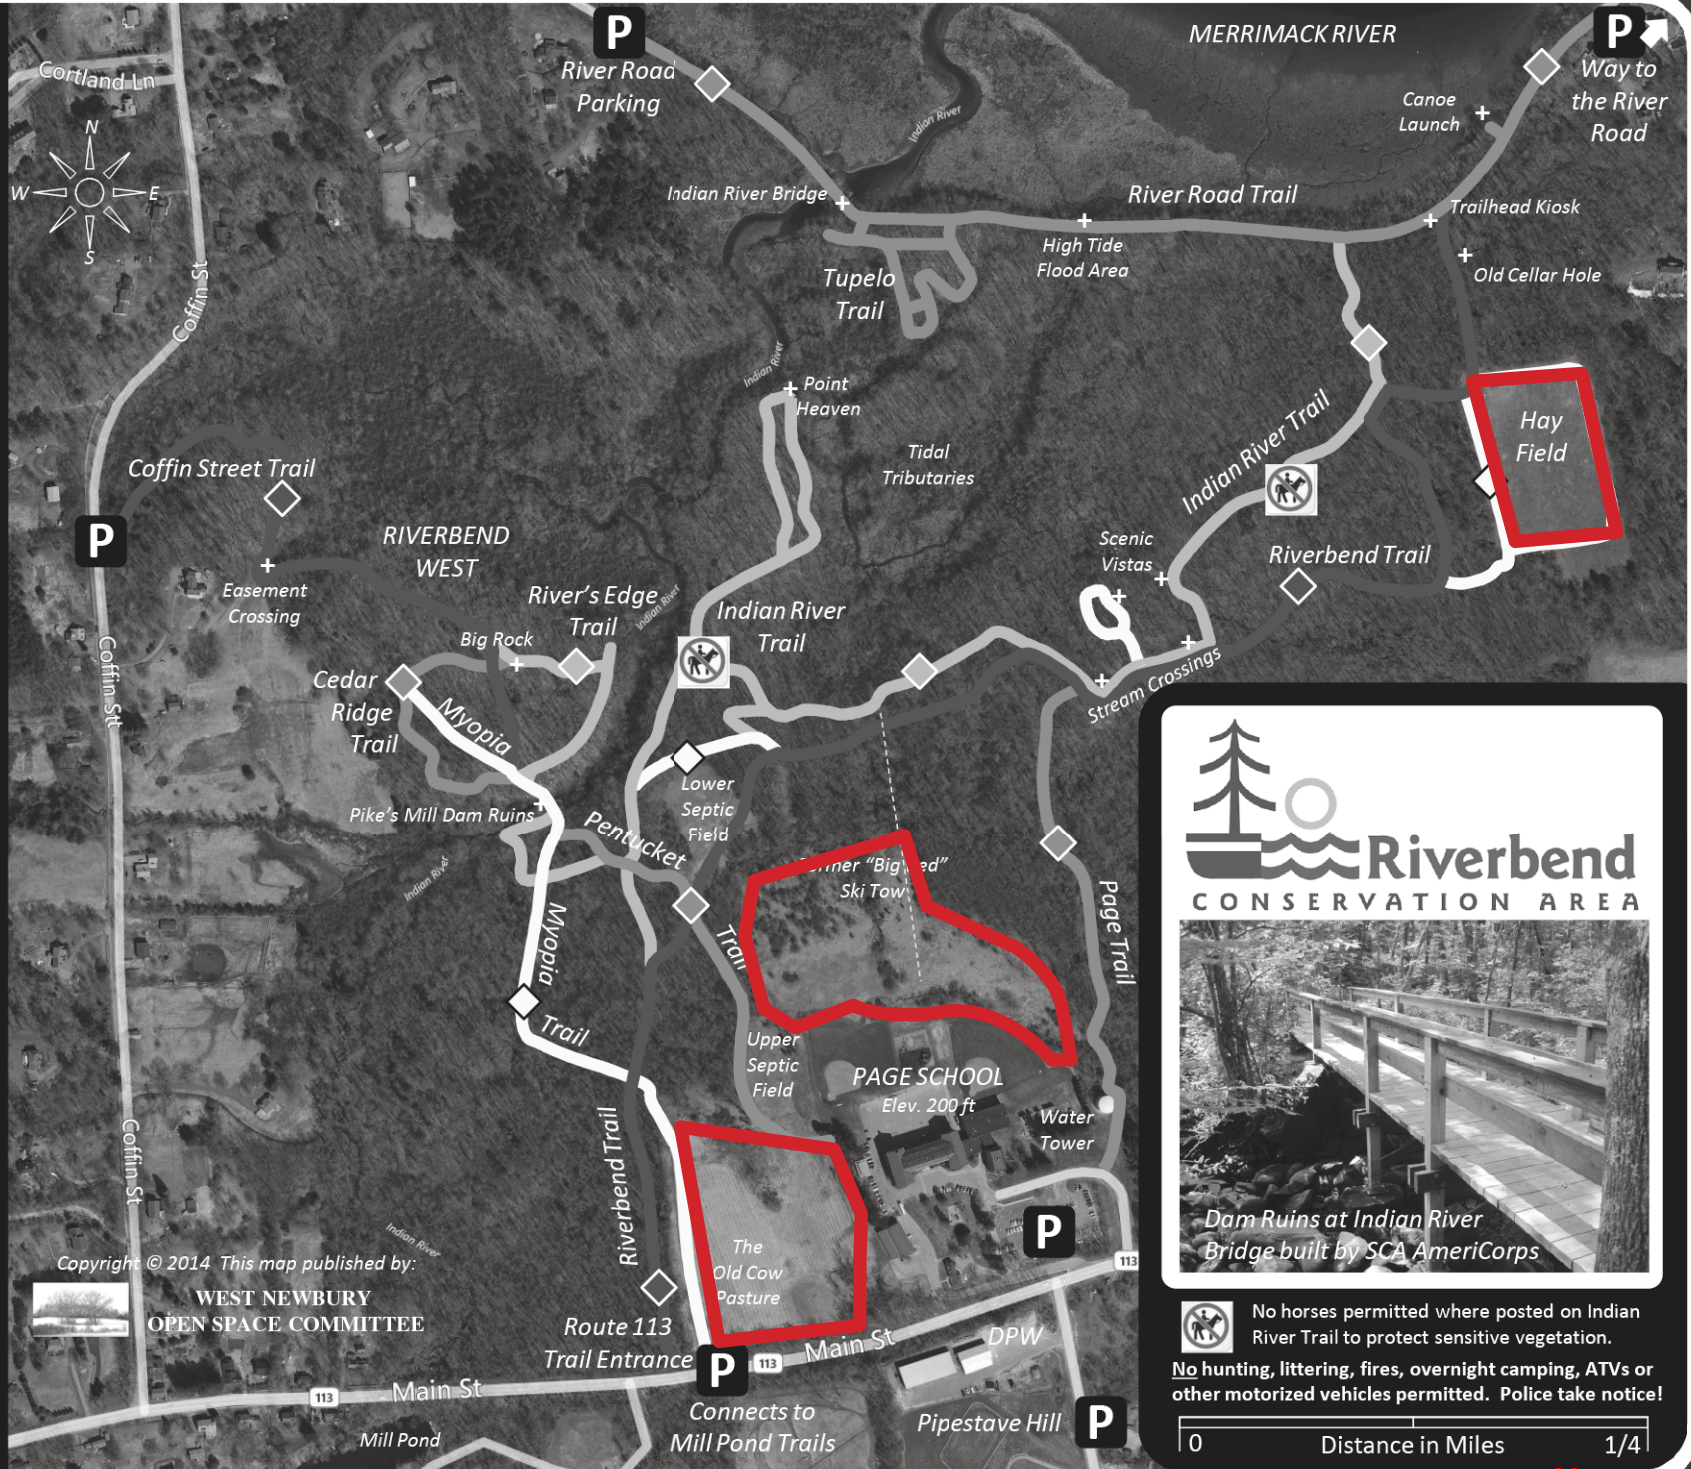 P
River Road
Parking
MERRIMACK RIVER
P
Way to
the River
Road
Cortland Ln
N
W
E
S
Canoe
Launch
Indian River
Indian River Bridge
River Road Trail
Trailhead Kiosk
High Tide
Flood Area
Old Cellar Hole
Tupelo
Trail
Coffin St
Indian River
Point
Heaven
Hay
Field
Indian River Trail
Tidal
Tributaries
Coffin Street Trail
P
RIVERBEND
WEST
Scenic
Vistas
Riverbend Trail
Easement
Crossing
River's Edge
Trail
Indian River
Indian River
Trail
Big Rock
Coffin Stt
Cedar
Ridge
Trail
Myopia
Stream Crossings
Lower
Septic
Field
Pike's Mill Dam Ruins
Pentucket
Trail
Indian River
"Big
Ski Tow
Page Trail
Myopia
Trail
Upper
Septic
Field
PAGE SCHOOL
Elev. 200 ft
Water
Tower
Coffin St
Riverbend Trail
P
113
The
Old Cow
Pasture
Indian River
Copyright © 2014 This map published by:
WEST NEWBURY
OPEN SPACE COMMITTEE
Route 113
Trail Entrance
P
113
Main St
DPW
113
Main St
Connects to
Mill Pond Trails
Mill Pond
Pipestave Hill
P
Riverbend
CONSERVATION AREA
Dam Ruins at Indian River
Bridge built by SCA AmeriCorps
No horses permitted where posted on Indian
River Trail to protect sensitive vegetation.
No hunting, littering, fires, overnight camping, ATVs or
other motorized vehicles permitted. Police take notice!
0
Distance in Miles
1/4